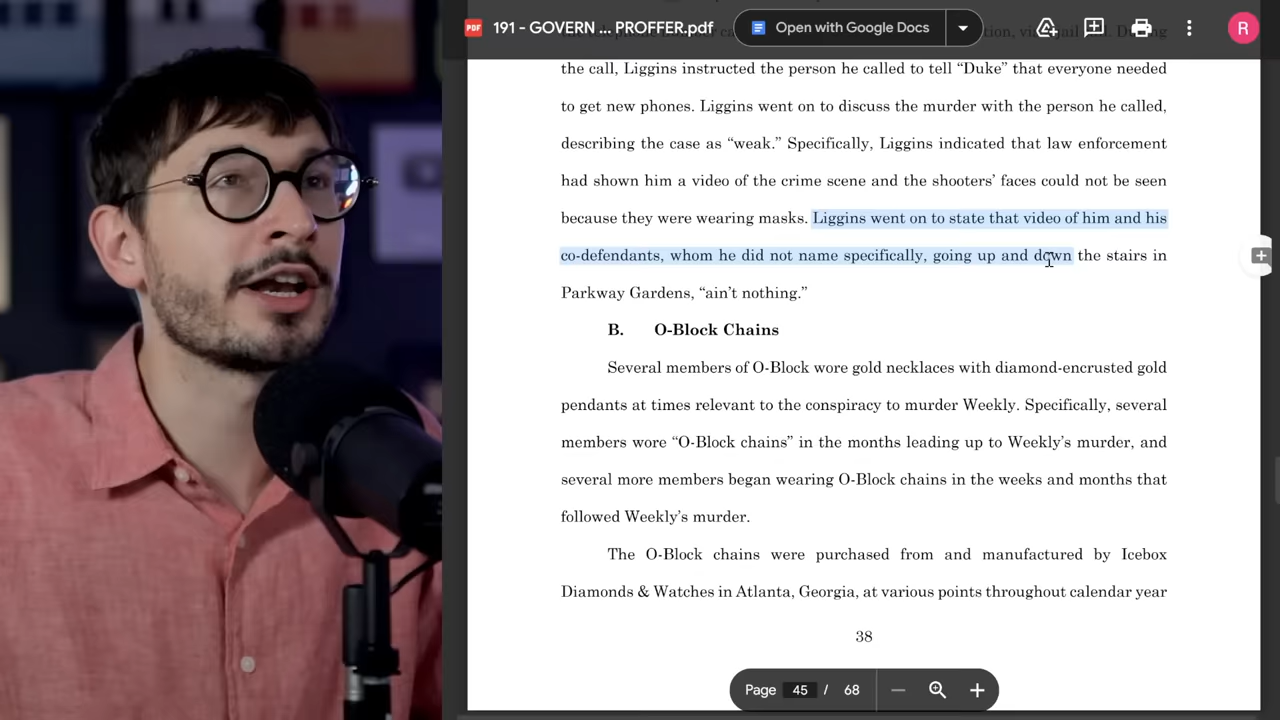 PDF
191 - GOVERN ... PROFFER.pdf
Open with Google Docs
R
the call, Liggins instructed the person he called to tell “Duke” that everyone needed
to get new phones. Liggins went on to discuss the murder with the person he called,
describing the case as “weak.” Specifically, Liggins indicated that law enforcement
had shown him a video of the crime scene and the shooters’ faces could not be seen
because they were wearing masks. Liggins went on to state that video of him and his
co-defendants, whom he did not name specifically, going up and down the stairs in
Parkway Gardens, “ain’t nothing.”
B. O-Block Chains
Several members of O-Block wore gold necklaces with diamond-encrusted gold
pendants at times relevant to the conspiracy to murder Weekly. Specifically, several
members wore “O-Block chains” in the months leading up to Weekly’s murder, and
several more members began wearing O-Block chains in the weeks and months that
followed Weekly’s murder.
The O-Block chains were purchased from and manufactured by Icebox
Diamonds & Watches in Atlanta, Georgia, at various points throughout calendar year
38
Page 45 / 68